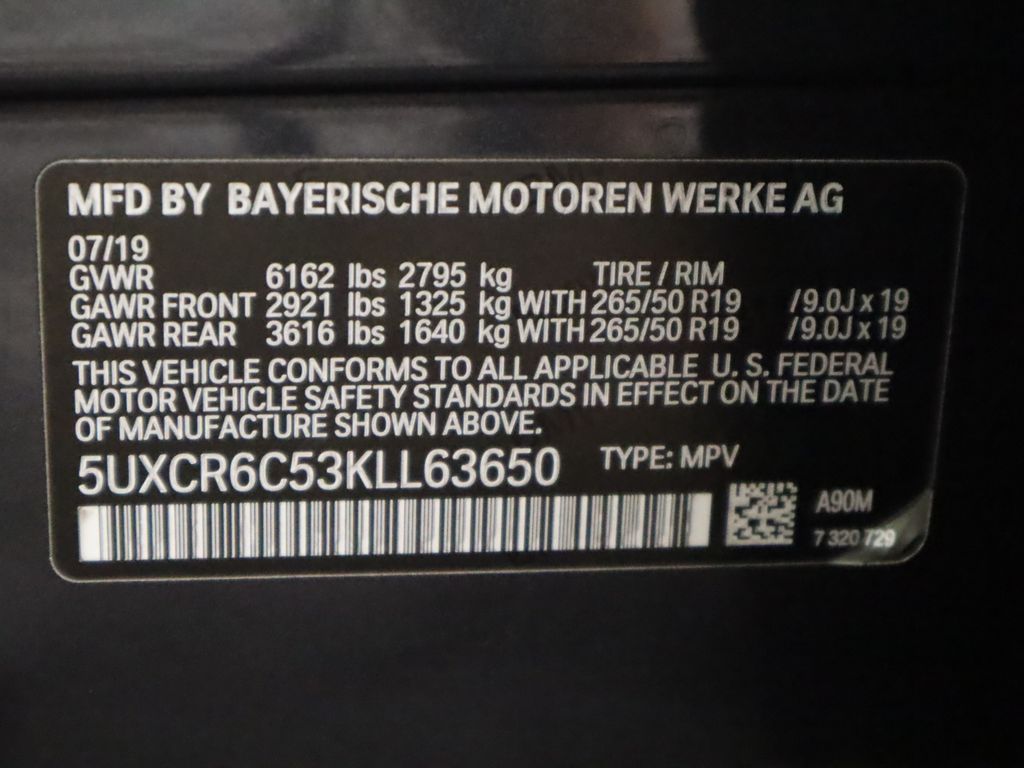 MFD BY BAYERISCHE MOTOREN WERKE AG
07/19
GVWR 6162 lbs 2795 kg TIRE / RIM
GAWR FRONT 2921 lbs 1325 kg WITH 265/50 R19 /9.0J x 19
GAWR REAR 3616 lbs 1640 kg WITH 265/50 R19 /9.0J x 19
THIS VEHICLE CONFORMS TO ALL APPLICABLE U. S. FEDERAL
MOTOR VEHICLE SAFETY STANDARDS IN EFFECT ON THE DATE
OF MANUFACTURE SHOWN ABOVE.
5UXCR6C53KLL63650 TYPE: MPV
A90M
7 320 729